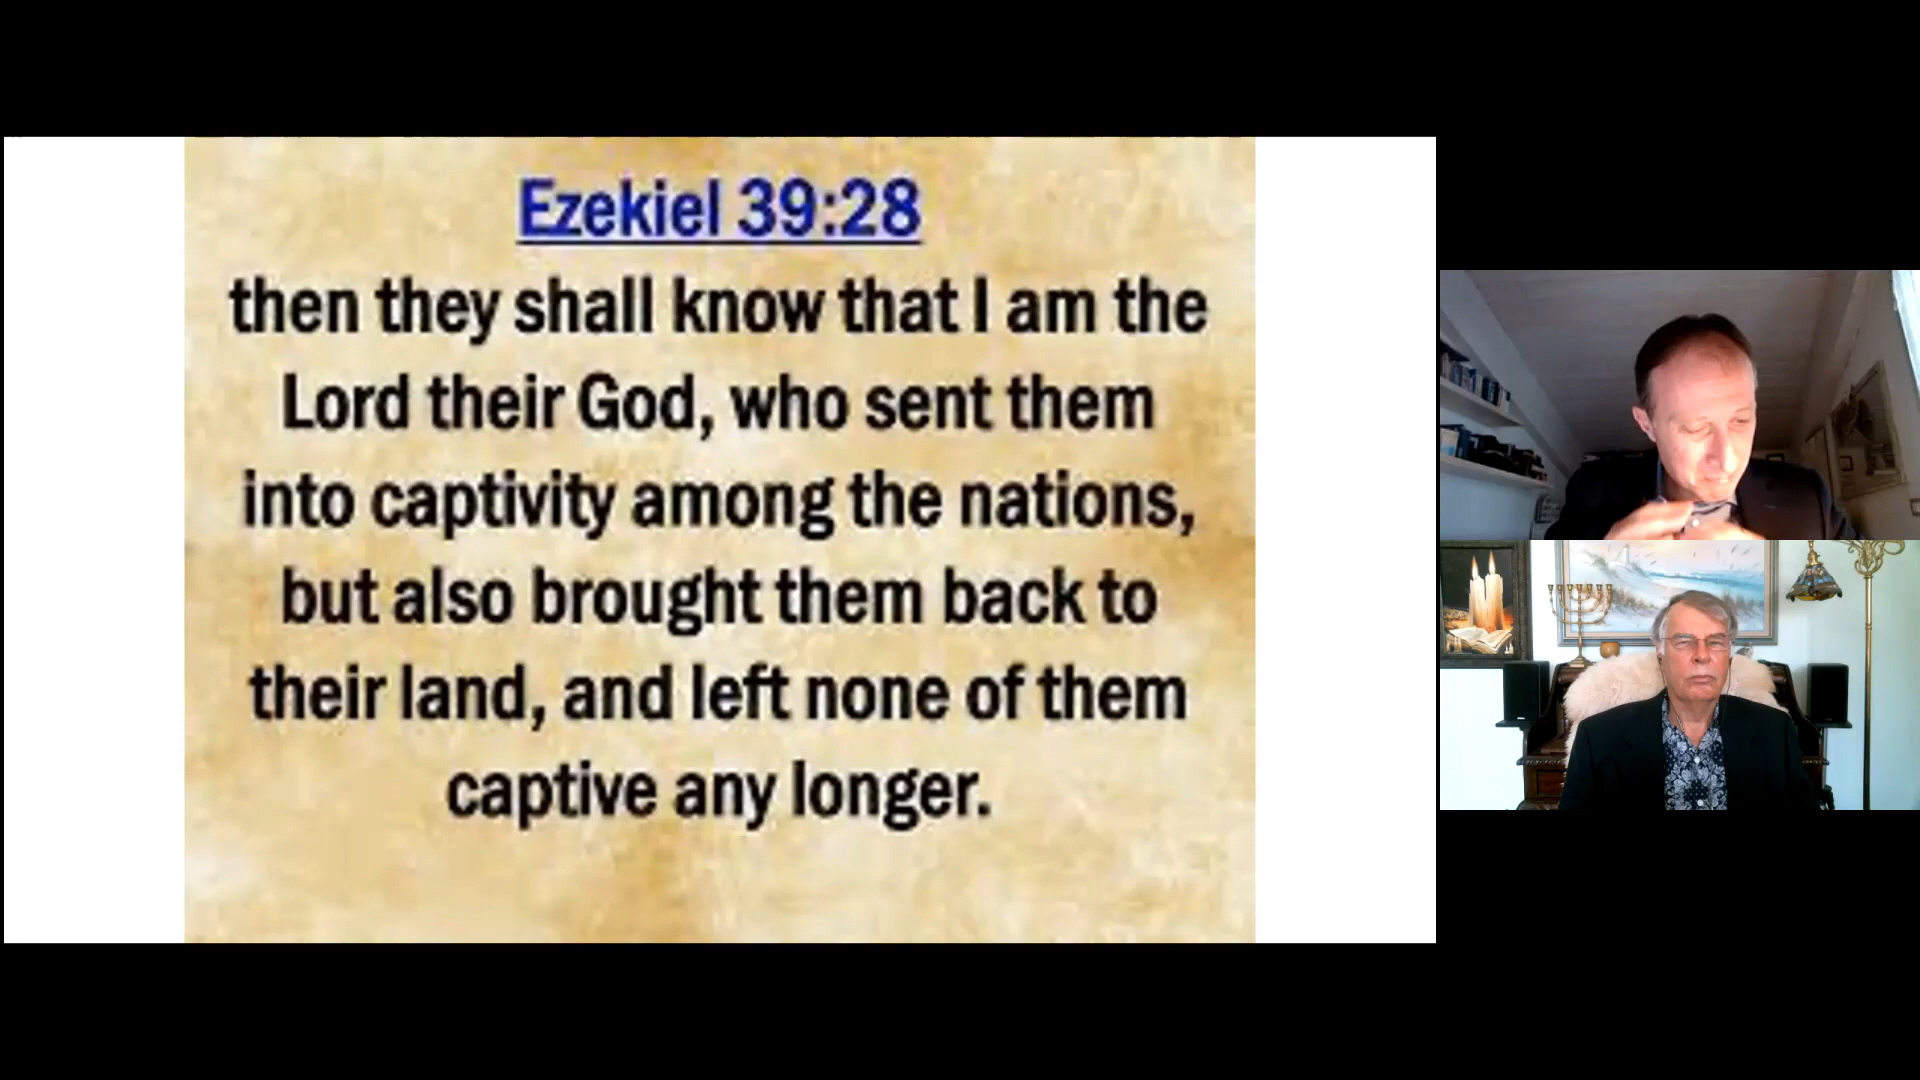 Ezekiel 39:28
then they shall know that I am the
Lord their God, who sent them
into captivity among the nations,
but also brought them back to
their land, and left none of them
captive any longer.